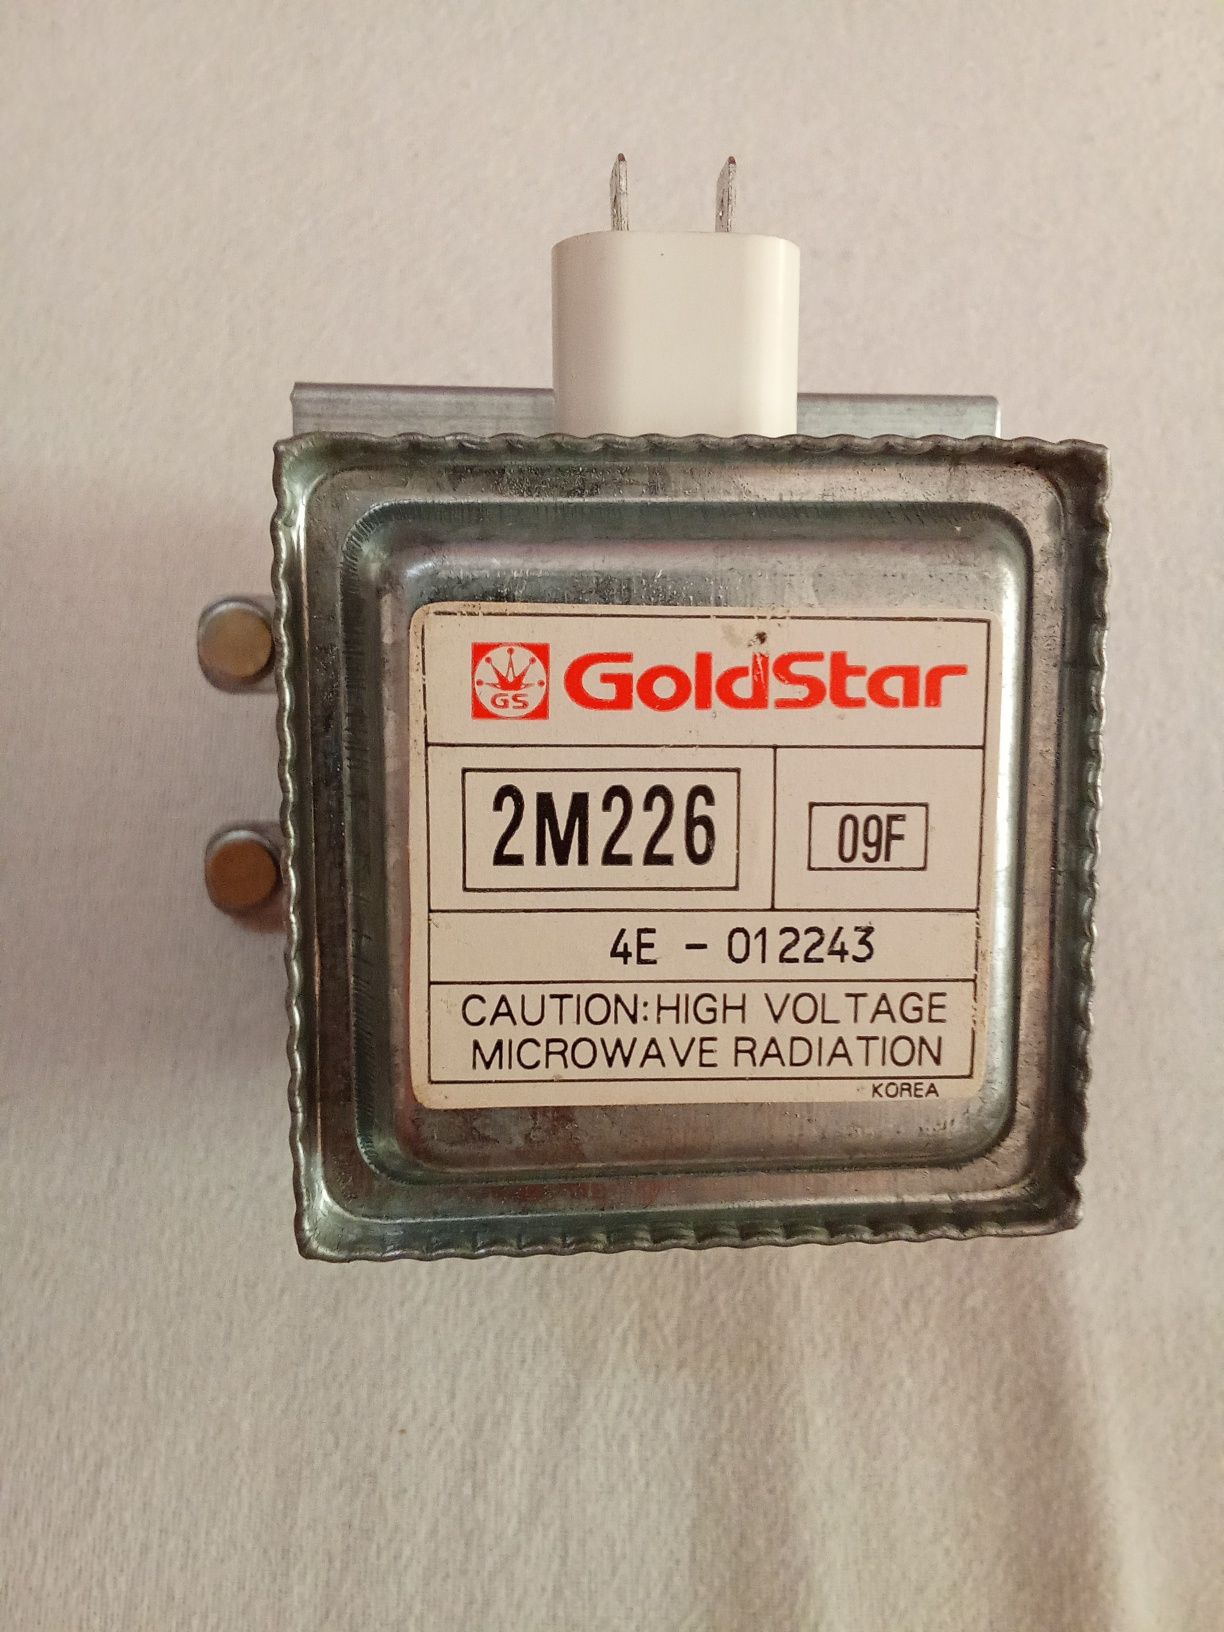 GS GoldStar
2M226 09F
4E - 012243
CAUTION: HIGH VOLTAGE
MICROWAVE RADIATION
KOREA